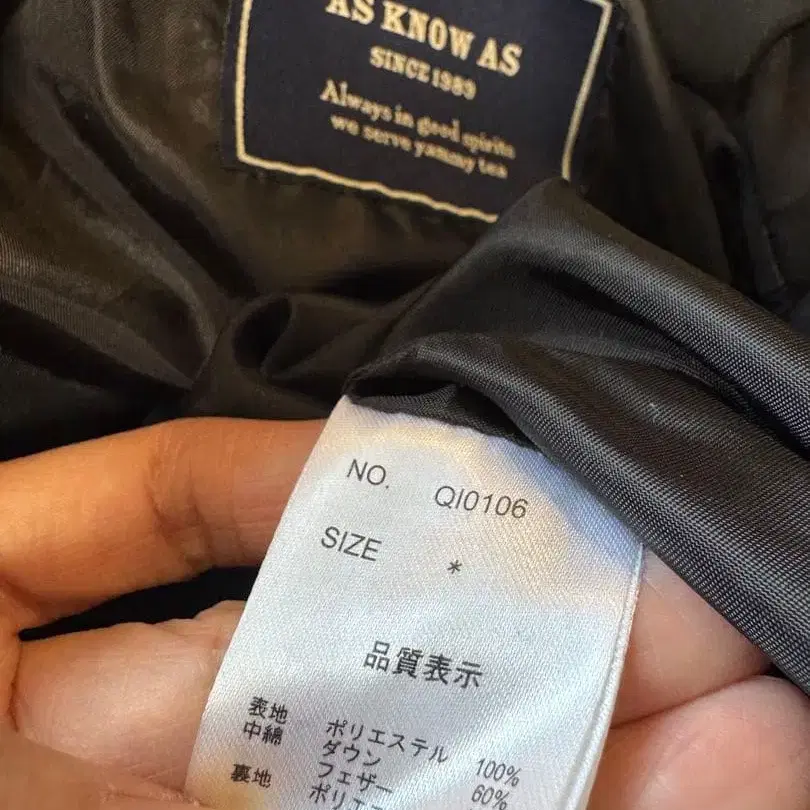 AS KNOW AS
SINCE 1989
Always in good spirits
we serve yammy tea
NO. QI0106
SIZE *
品質表示
表地 ポリエステル 100%
中綿 ダウン 60%
フェザー
裏地